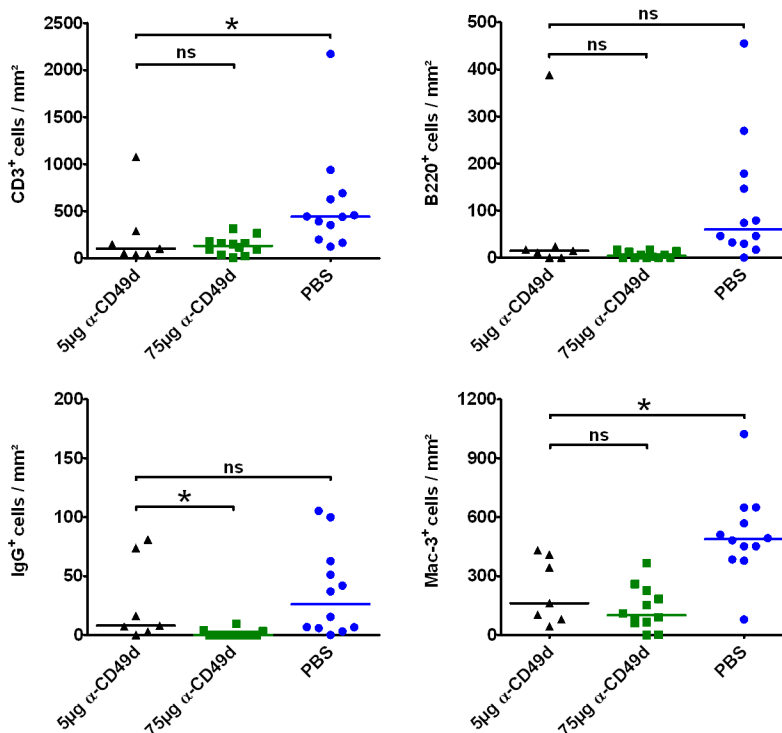 2500
2000
1500
1000
500
0
CD3⁺ cells / mm²
*
ns
5µg α-CD49d
75µg α-CD49d
PBS
500
400
300
200
100
0
B220⁺ cells / mm²
ns
ns
5µg α-CD49d
75µg α-CD49d
PBS
200
150
100
50
0
IgG⁺ cells / mm²
ns
*
5µg α-CD49d
75µg α-CD49d
PBS
1200
900
600
300
0
Mac-3⁺ cells / mm²
*
ns
5µg α-CD49d
75µg α-CD49d
PBS